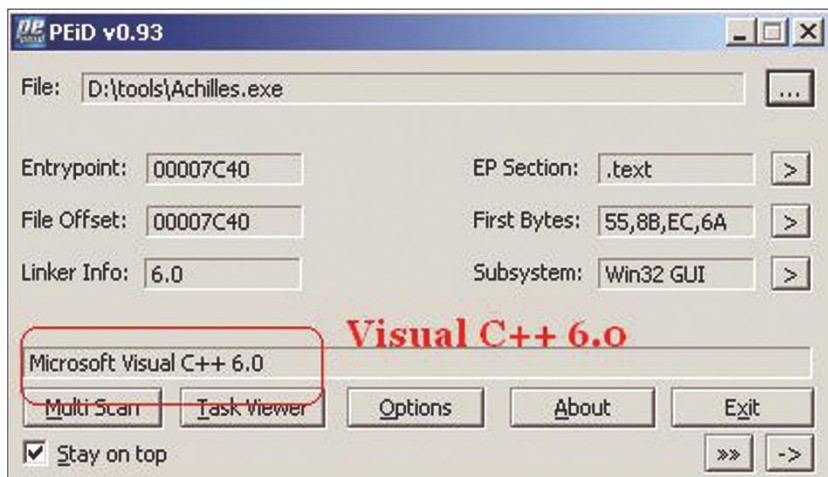 PEiD v0.93
File: D:\tools\Achilles.exe ...
Entrypoint: 00007C40 EP Section: .text >
File Offset: 00007C40 First Bytes: 55,8B,EC,6A >
Linker Info: 6.0 Subsystem: Win32 GUI >
Visual C++ 6.0
Microsoft Visual C++ 6.0
Multi Scan Task Viewer Options About Exit
Stay on top »» ->